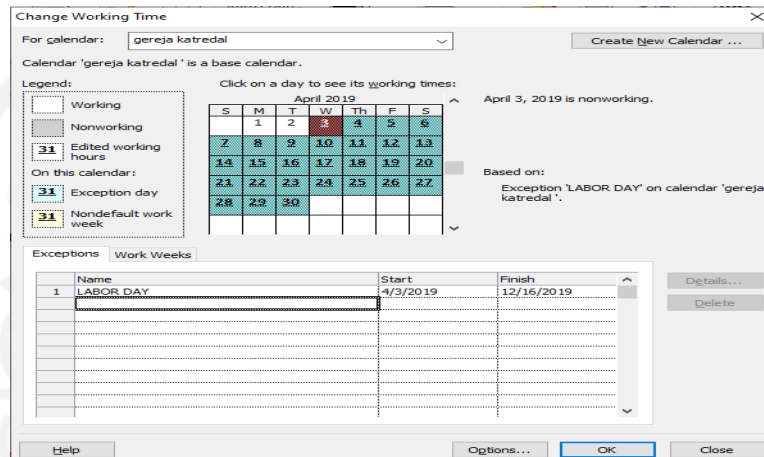 Change Working Time
For calendar: gereja katredal Create New Calendar ...
Calendar 'gereja katredal ' is a base calendar.
Legend: Click on a day to see its working times:
Working
Nonworking
31 Edited working hours
On this calendar:
31 Exception day
31 Nondefault work week
April 2019
S M T W Th F S
1 2 3 4 5 6
7 8 9 10 11 12 13
14 15 16 17 18 19 20
21 22 23 24 25 26 27
28 29 30
April 3, 2019 is nonworking.
Based on:
Exception 'LABOR DAY' on calendar 'gereja
katredal '.
Exceptions Work Weeks
Name Start Finish
1 LABOR DAY 4/3/2019 12/16/2019
Details...
Delete
Help Options... OK Close